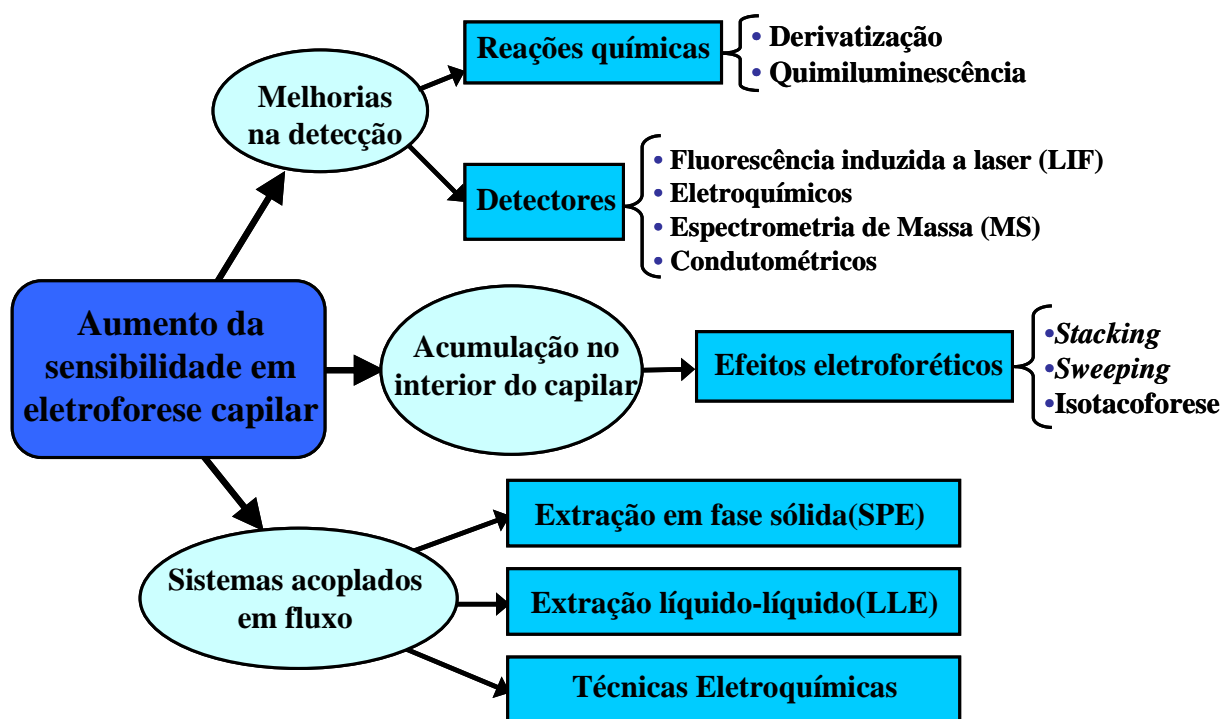 Reações químicas
• Derivatização
• Quimiluminescência
Melhorias
na detecção
Detectores
• Fluorescência induzida a laser (LIF)
• Eletroquímicos
• Espectrometria de Massa (MS)
• Condutométricos
Aumento da
sensibilidade em
eletroforese capilar
Acumulação no
interior do capilar
Efeitos eletroforéticos
•Stacking
•Sweeping
•Isotacoforese
Sistemas acoplados
em fluxo
Extração em fase sólida(SPE)
Extração líquido-líquido(LLE)
Técnicas Eletroquímicas